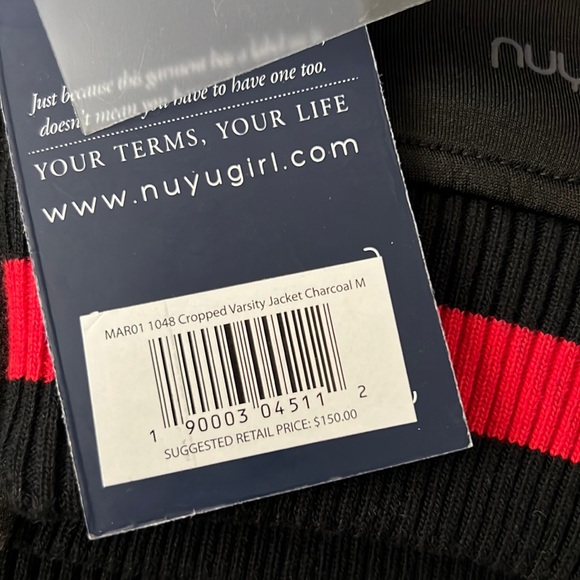 Just because this garment has a label on it,
doesn't mean you have to have one too.
YOUR TERMS, YOUR LIFE
www.nuyugirl.com
nuy
MAR01 1048 Cropped Varsity Jacket Charcoal M
1 90003 04511 2
SUGGESTED RETAIL PRICE: $150.00